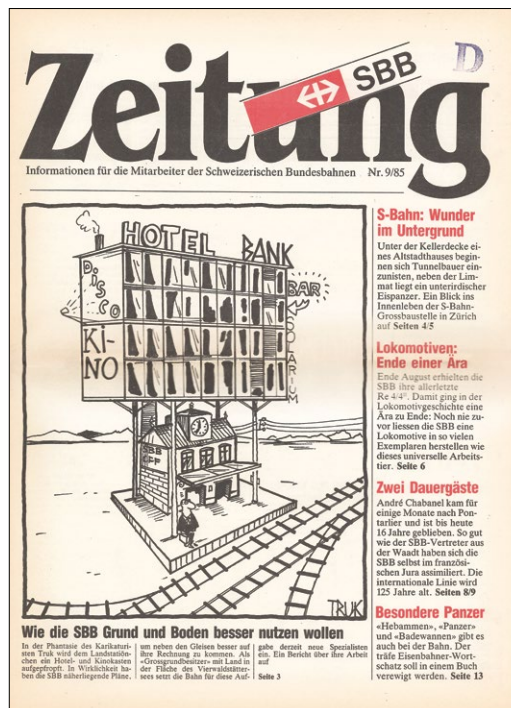 D
SBB
Zeitung
Informationen für die Mitarbeiter der Schweizerischen Bundesbahnen Nr. 9/85
HOTEL BANK
DISCO
BAR
KI-
NO
SOLARIUM
SBB
CFF
TRUK
Wie die SBB Grund und Boden besser nutzen wollen
In der Phantasie des Karikaturi-
sten Truk wird dem Landstatiön-
chen ein Hotel- und Kinokasten
aufgepfropft. In Wirklichkeit ha-
ben die SBB näherliegende Pläne,
um neben den Gleisen besser auf
ihre Rechnung zu kommen. Als
«Grossgrundbesitzer» mit Land in
der Fläche des Vierwaldstätter-
sees setzt die Bahn für diese Auf-
gabe derzeit neue Spezialisten
ein. Ein Bericht über ihre Arbeit
auf
Seite 3
S-Bahn: Wunder
im Untergrund
Unter der Kellerdecke ei-
nes Altstadthauses begin-
nen sich Tunnelbauer ein-
zunisten, neben der Lim-
mat liegt ein unterirdischer
Eispanzer. Ein Blick ins
Innenleben der S-Bahn-
Grossbaustelle in Zürich
auf Seiten 4/5
Lokomotiven:
Ende einer Ära
Ende August erhielten die
SBB ihre allerletzte
Re 4/4ᴵᴵ. Damit ging in der
Lokomotivgeschichte eine
Ära zu Ende: Noch nie zu-
vor liessen die SBB eine
Lokomotive in so vielen
Exemplaren herstellen wie
dieses universelle Arbeits-
tier. Seite 6
Zwei Dauergäste
André Chabanel kam für
einige Monate nach Pon-
tarlier und ist bis heute
16 Jahre geblieben. So gut
wie der SBB-Vertreter aus
der Waadt haben sich die
SBB selbst im französi-
schen Jura assimiliert. Die
internationale Linie wird
125 Jahre alt. Seiten 8/9
Besondere Panzer
«Hebammen», «Panzer»
und «Badewannen» gibt es
auch bei der Bahn. Der
träfe Eisenbahner-Wort-
schatz soll in einem Buch
verewigt werden. Seite 13